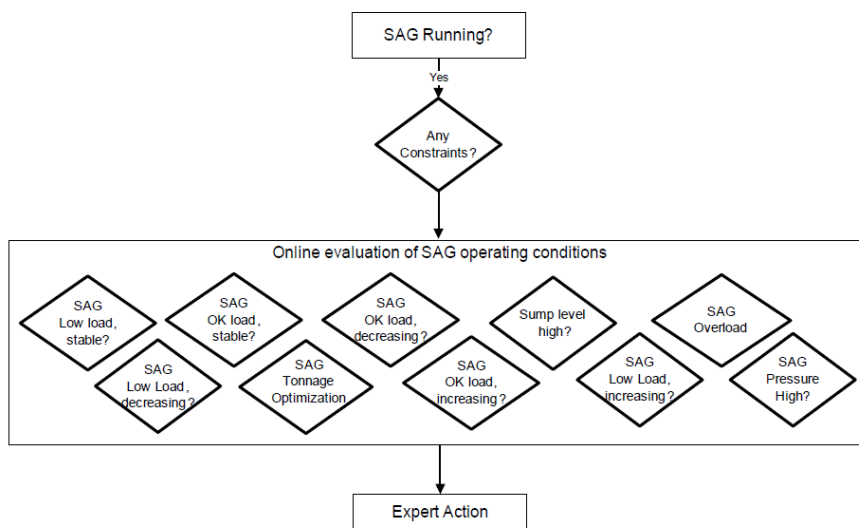 SAG Running?
Yes
Any
Constraints?
Online evaluation of SAG operating conditions
SAG
Low load,
stable?
SAG
OK load,
stable?
SAG
OK load,
decreasing?
Sump level
high?
SAG
Overload
SAG
Low Load,
decreasing?
SAG
Tonnage
Optimization
SAG
OK load,
increasing?
SAG
Low Load,
increasing?
SAG
Pressure
High?
Expert Action